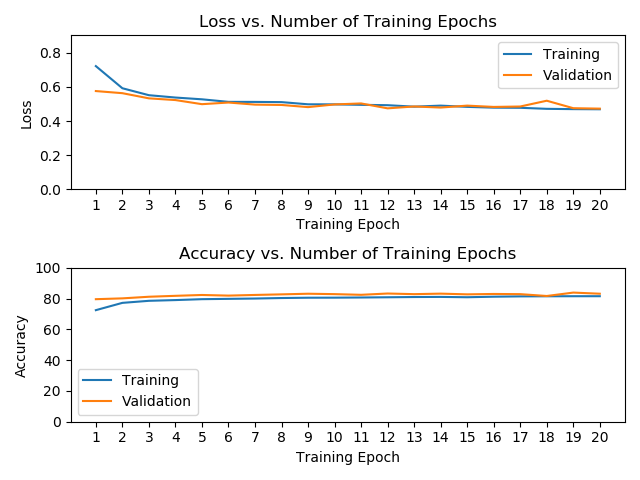 Loss vs. Number of Training Epochs
Training
Validation
Loss
0.8
0.6
0.4
0.2
0.0
1 2 3 4 5 6 7 8 9 10 11 12 13 14 15 16 17 18 19 20
Training Epoch
Accuracy vs. Number of Training Epochs
Accuracy
100
80
60
40
20
0
Training
Validation
1 2 3 4 5 6 7 8 9 10 11 12 13 14 15 16 17 18 19 20
Training Epoch